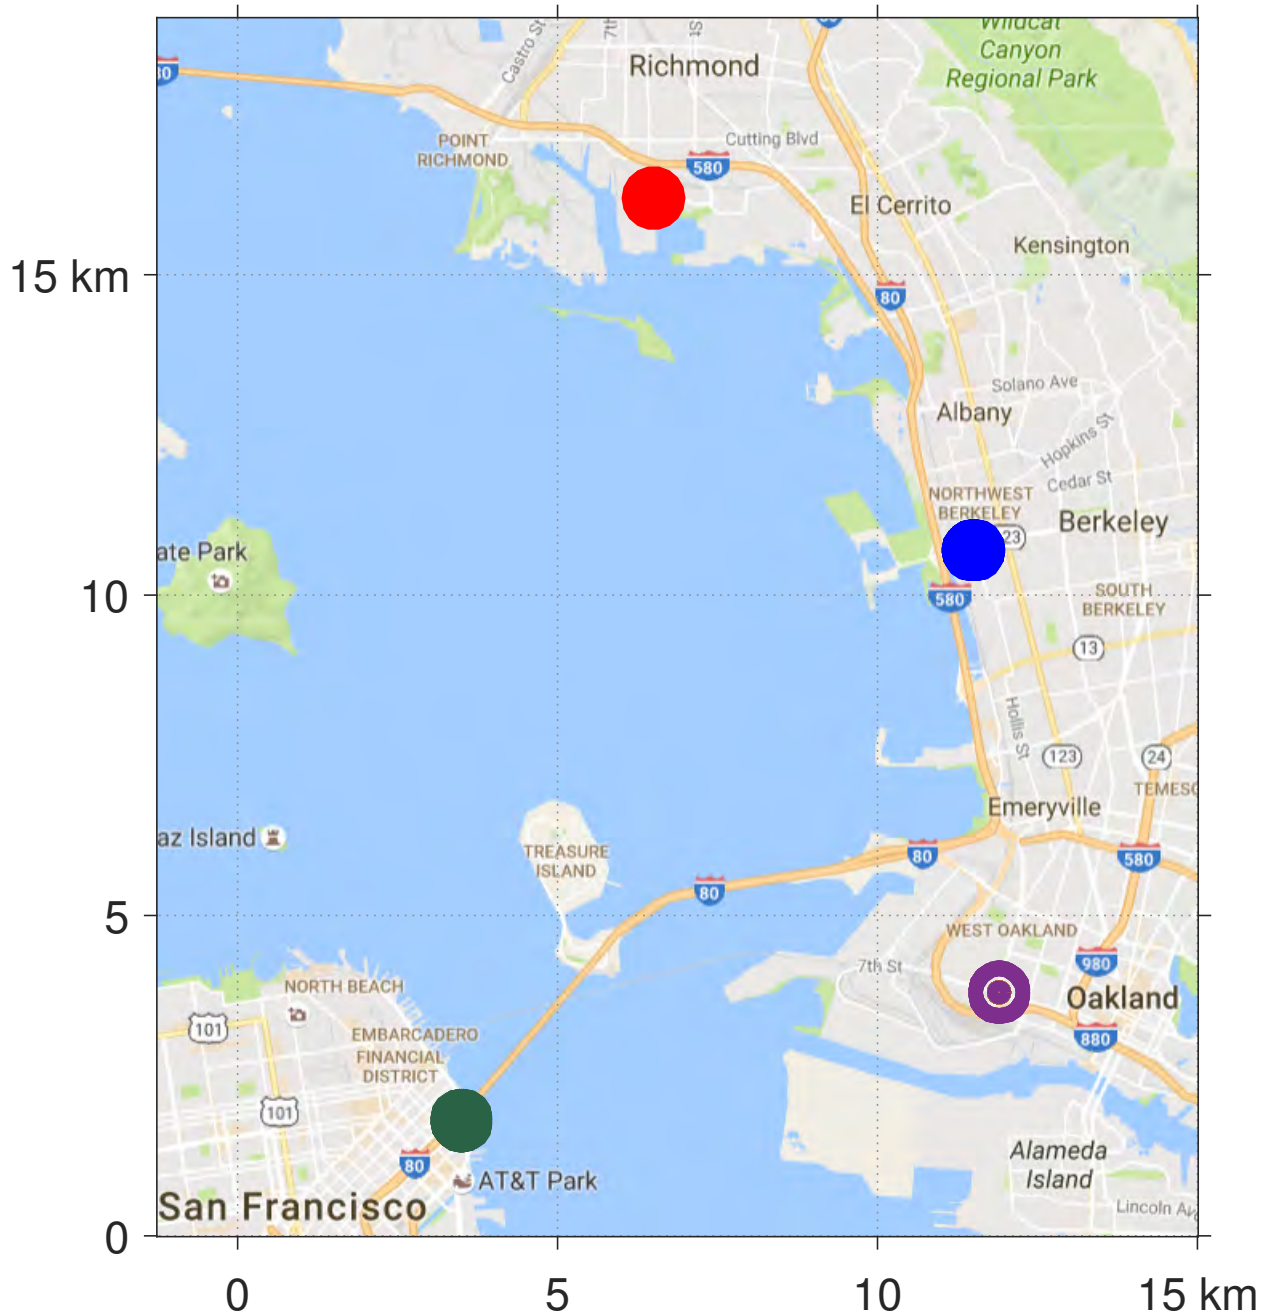 Wildcat
Canyon
Regional Park
Castro St
7th
Richmond
80
POINT
RICHMOND
Cutting Blvd
580
El Cerrito
Kensington
15 km
80
Solano Ave
Albany
Hopkins St
Cedar St
NORTHWEST
BERKELEY
23
Berkeley
ate Park
10
580
SOUTH
BERKELEY
13
Hollis St
123
24
TEMESC
Emeryville
az Island
TREASURE
ISLAND
80
80
580
5
WEST OAKLAND
7th St
980
NORTH BEACH
Oakland
101
EMBARCADERO
880
FINANCIAL
DISTRICT
101
80
AT&T Park
Alameda
Island
San Francisco
Lincoln Av
0
0
5
10
15 km